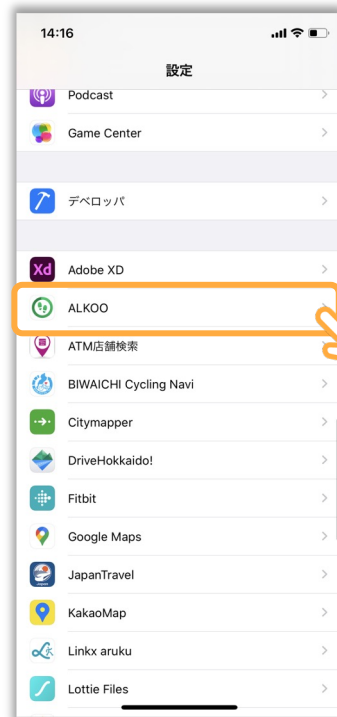 14:16
設定
Podcast
Game Center
デベロッパ
Xd
Adobe XD
ALKOO
ATM店舗検索
BIWAICHI Cycling Navi
Citymapper
DriveHokkaido!
Fitbit
Google Maps
JapanTravel
KakaoMap
Linkx aruku
Lottie Files